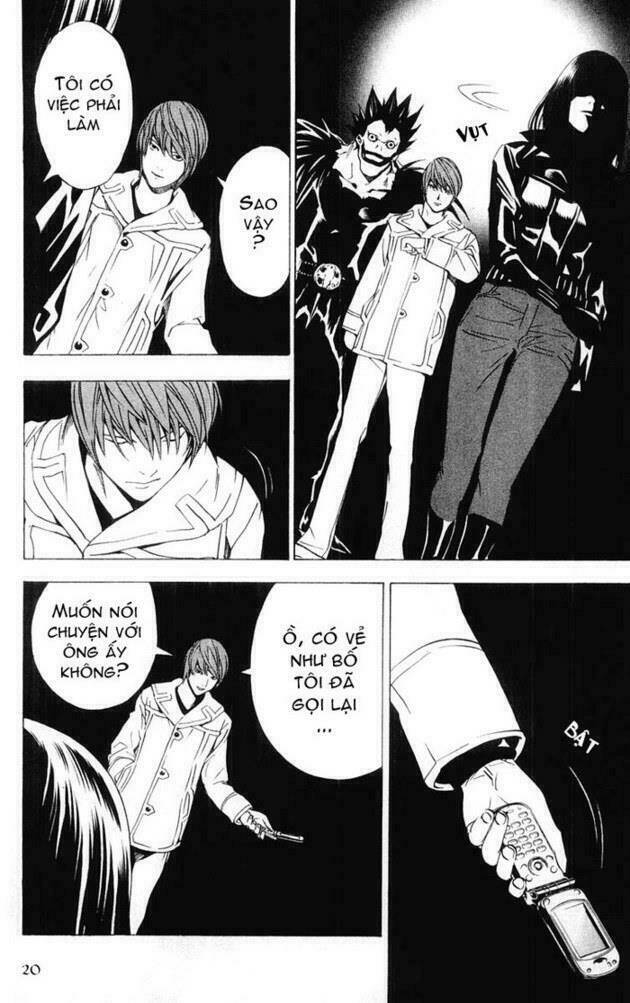 VỤT
SAO
VẬY
?
TÔI CÓ
VIỆC PHẢI
LÀM
BẬT
Ồ, CÓ VẺ
NHƯ BỐ
TÔI ĐÃ
GỌI LẠI
...
MUỐN NÓI
CHUYỆN VỚI
ÔNG ẤY
KHÔNG?
20